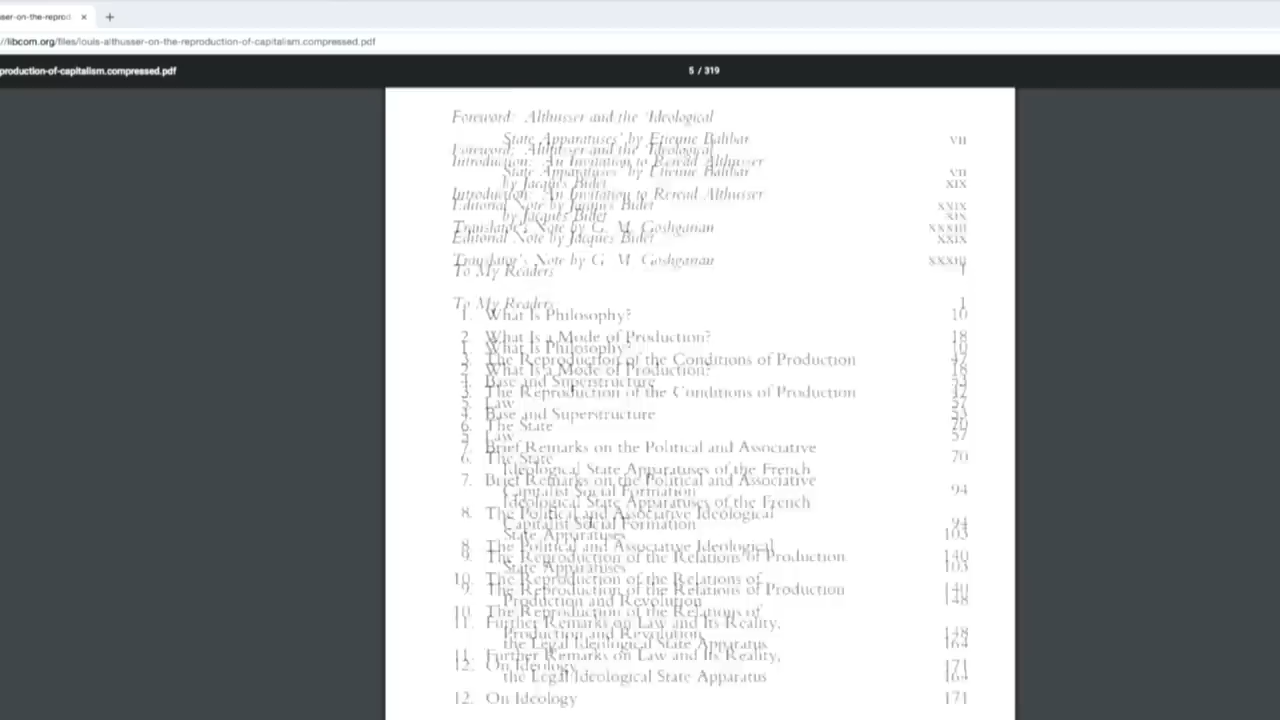 ser-on-the-reprod
//libcom.org/files/louis-althusser-on-the-reproduction-of-capitalism.compressed.pdf
production-of-capitalism.compressed.pdf 5 / 319
Foreword: Althusser and the 'Ideological
State Apparatuses' by Etienne Balibar vii
Introduction: An Invitation to Reread Althusser
by Jacques Bidet xix
Editorial Note by Jacques Bidet xxix
Translator's Note by G. M. Goshgarian xxxiii
To My Readers 1
1. What Is Philosophy? 10
2. What Is a Mode of Production? 18
3. The Reproduction of the Conditions of Production 47
4. Base and Superstructure 53
5. Law 57
6. The State 70
7. Brief Remarks on the Political and Associative
Ideological State Apparatuses of the French
Capitalist Social Formation 94
8. The Political and Associative Ideological
State Apparatuses 103
9. The Reproduction of the Relations of Production 140
10. The Reproduction of the Relations of
Production and Revolution 148
11. Further Remarks on Law and Its Reality,
the Legal Ideological State Apparatus 164
12. On Ideology 171